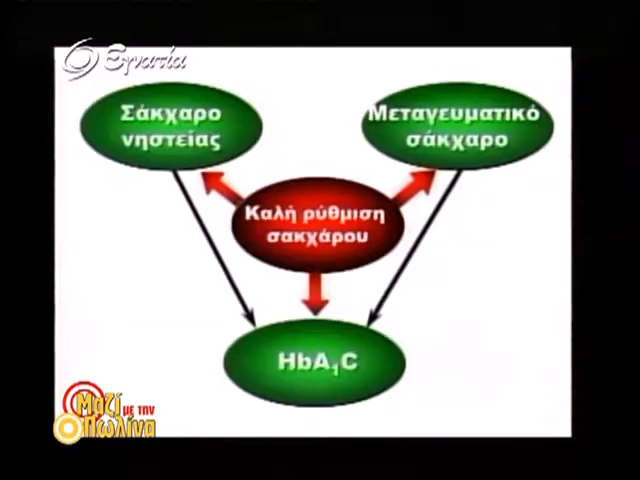 Εγνατία
Σάκχαρο
νηστείας
Μεταγευματικό
σάκχαρο
Καλή ρύθμιση
σακχάρου
HbA₁C
Μαζί
με την
Πωλίνα